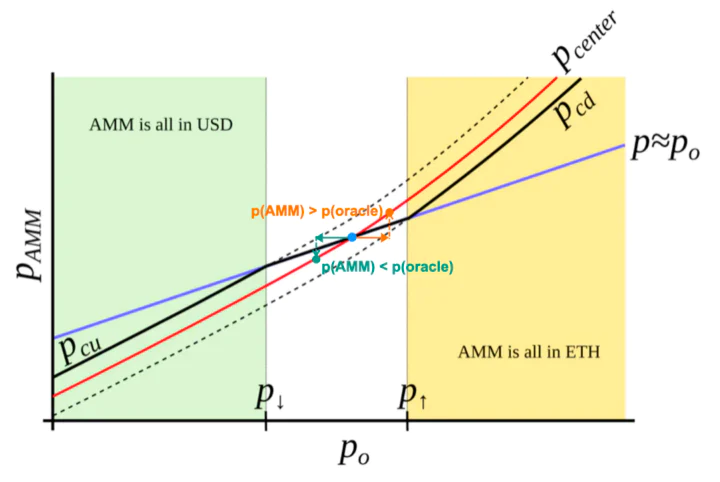 p_center
p_cd
AMM is all in USD
p≈p_o
p(AMM) > p(oracle)
p_AMM
p(AMM) < p(oracle)
p_cu
AMM is all in ETH
p↓
p↑
p_o